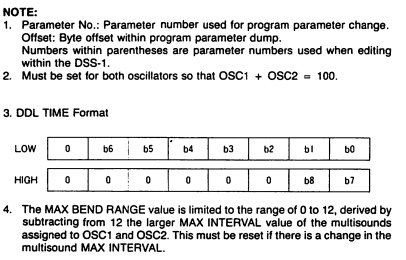 NOTE:
1. Parameter No.: Parameter number used for program parameter change.
Offset: Byte offset within program parameter dump.
Numbers within parentheses are parameter numbers used when editing
within the DSS-1.
2. Must be set for both oscillators so that OSC1 + OSC2 = 100.
3. DDL TIME Format
LOW 0 b6 b5 b4 b3 b2 b1 b0
HIGH 0 0 0 0 0 0 b8 b7
4. The MAX BEND RANGE value is limited to the range of 0 to 12, derived by
subtracting from 12 the larger MAX INTERVAL value of the multisounds
assigned to OSC1 and OSC2. This must be reset if there is a change in the
multisound MAX INTERVAL.